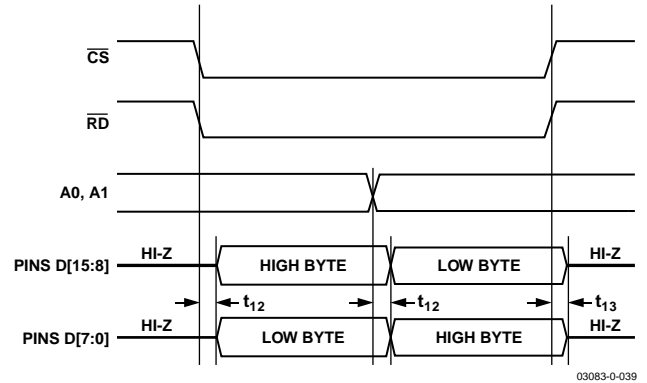 CS
RD
A0, A1
HI-Z HIGH BYTE LOW BYTE HI-Z
PINS D[15:8]
t12 t12 t13
HI-Z LOW BYTE HIGH BYTE HI-Z
PINS D[7:0]
03083-0-039